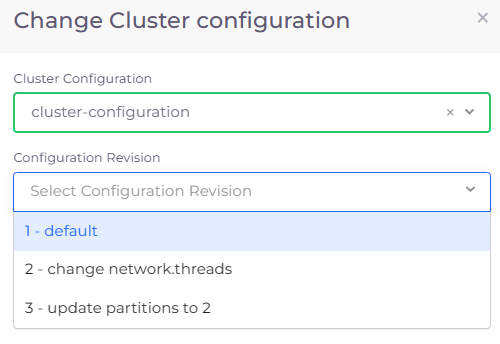 Change Cluster configuration
Cluster Configuration
cluster-configuration
Configuration Revision
Select Configuration Revision
1 - default
2 - change network.threads
3 - update partitions to 2